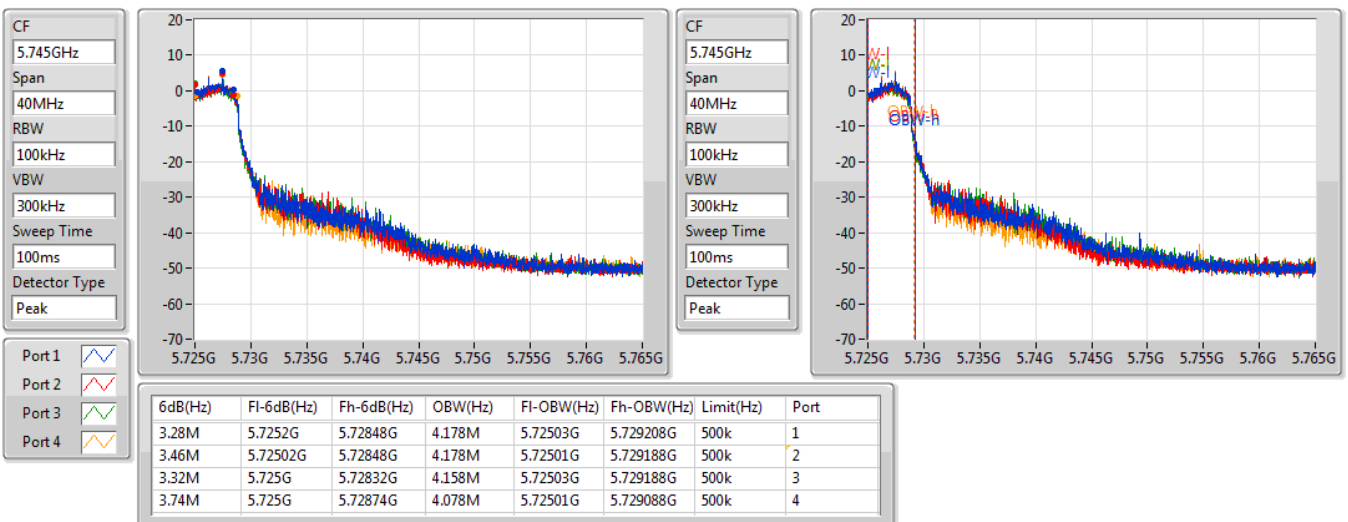 CF
5.745GHz
Span
40MHz
RBW
100kHz
VBW
300kHz
Sweep Time
100ms
Detector Type
Peak
20
10
0
-10
-20
-30
-40
-50
-60
-70
5.725G 5.73G 5.735G 5.74G 5.745G 5.75G 5.755G 5.76G 5.765G
CF
5.745GHz
Span
40MHz
RBW
100kHz
VBW
300kHz
Sweep Time
100ms
Detector Type
Peak
20
10
0
-10
-20
-30
-40
-50
-60
-70
W-l
W-l
OBW-h
5.725G 5.73G 5.735G 5.74G 5.745G 5.75G 5.755G 5.76G 5.765G
Port 1
Port 2
Port 3
Port 4
6dB(Hz) Fl-6dB(Hz) Fh-6dB(Hz) OBW(Hz) Fl-OBW(Hz) Fh-OBW(Hz) Limit(Hz) Port
3.28M 5.7252G 5.72848G 4.178M 5.72503G 5.729208G 500k 1
3.46M 5.72502G 5.72848G 4.178M 5.72501G 5.729188G 500k 2
3.32M 5.725G 5.72832G 4.158M 5.72503G 5.729188G 500k 3
3.74M 5.725G 5.72874G 4.078M 5.72501G 5.729088G 500k 4